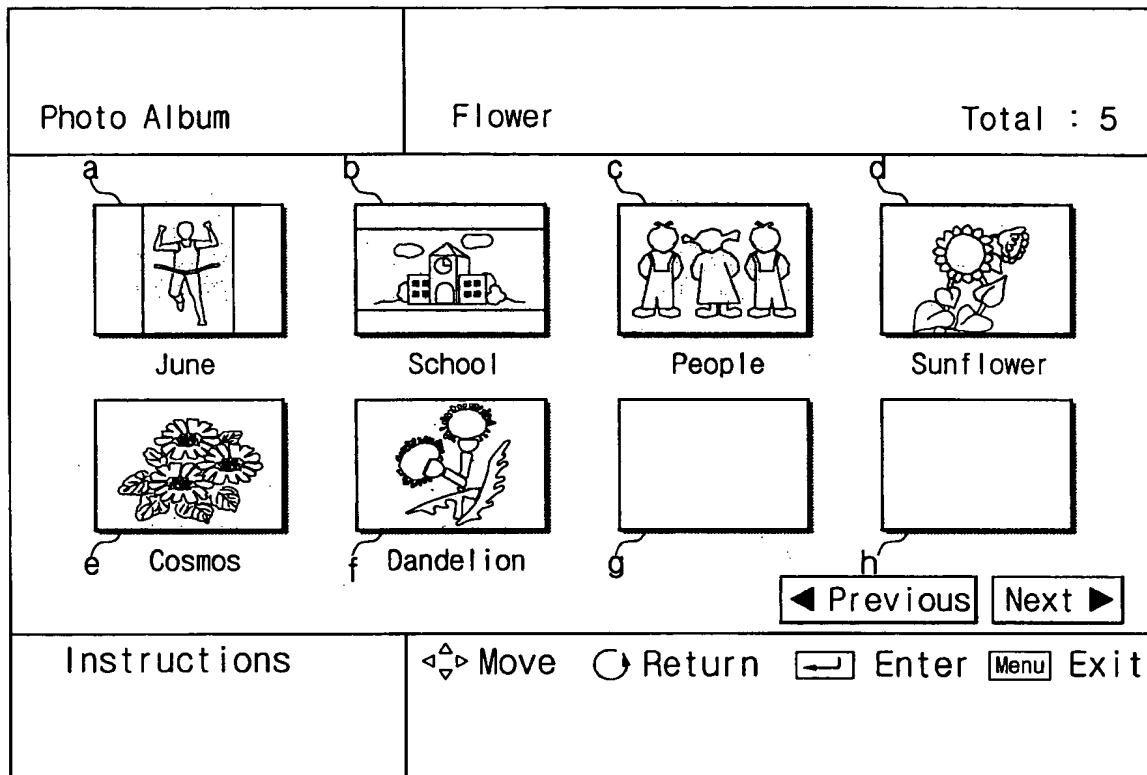 Photo Album Flower Total : 5
a b c d
June School People Sunflower
e Cosmos f Dandelion g h
◀ Previous Next ▶
Instructions Move Return Enter Menu Exit